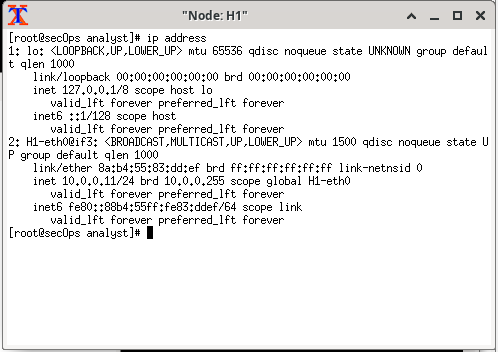 "Node: H1"
[root@secOps analyst]# ip address
1: lo: <LOOPBACK,UP,LOWER_UP> mtu 65536 qdisc noqueue state UNKNOWN group defaul
t qlen 1000
    link/loopback 00:00:00:00:00:00 brd 00:00:00:00:00:00
    inet 127.0.0.1/8 scope host lo
       valid_lft forever preferred_lft forever
    inet6 ::1/128 scope host
       valid_lft forever preferred_lft forever
2: H1-eth0@if3: <BROADCAST,MULTICAST,UP,LOWER_UP> mtu 1500 qdisc noqueue state U
P group default qlen 1000
    link/ether 8a:b4:55:83:dd:ef brd ff:ff:ff:ff:ff:ff link-netnsid 0
    inet 10.0.0.11/24 brd 10.0.0.255 scope global H1-eth0
       valid_lft forever preferred_lft forever
    inet6 fe80::88b4:55ff:fe83:ddef/64 scope link
       valid_lft forever preferred_lft forever
[root@secOps analyst]#